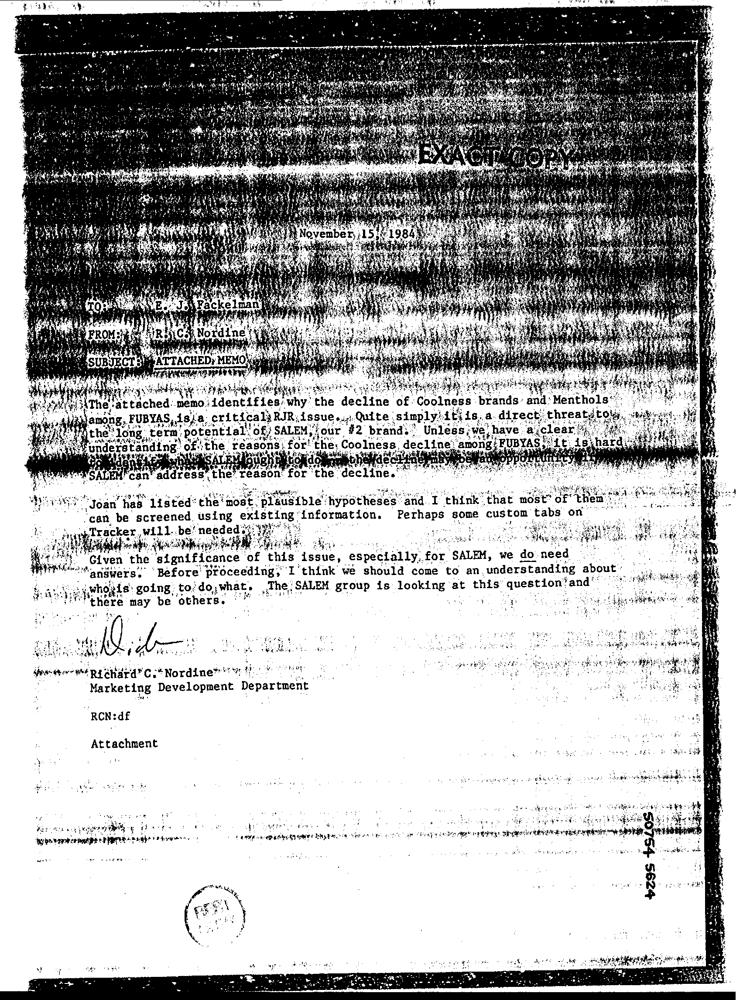 EXACT COPY
November 15, 1984
TO: E. J. Fackelman
FROM: R. C. Nordine
SUBJECT: ATTACHED MEMO
The attached memo identifies why the decline of Coolness brands and Menthols
among FUBYAS is a critical RJR issue. Quite simply it is a direct threat to
the long term potential of SALEM, our #2 brand. Unless we have a clear
understanding of the reasons for the Coolness decline among FUBYAS, it is hard
SALEM decline may be an opportunity if
SALEM can address the reason for the decline.
Joan has listed the most plausible hypotheses and I think that most of them
can be screened using existing information. Perhaps some custom tabs on
Tracker will be needed.
Given the significance of this issue, especially for SALEM, we do need
answers. Before proceeding, I think we should come to an understanding about
who is going to do what. The SALEM group is looking at this question and
there may be others.
Dick
Richard C. Nordine
Marketing Development Department
RCN:df
Attachment
50754 5624